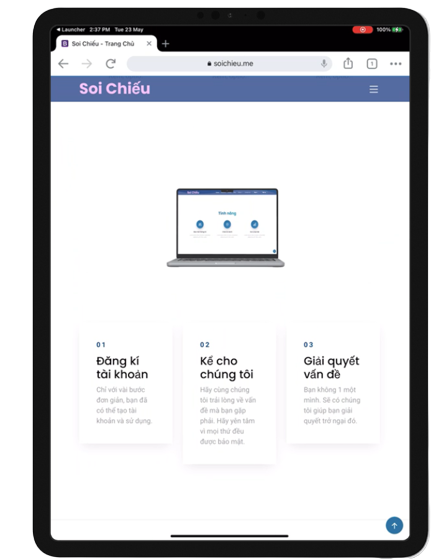 Launcher 2:37 PM Tue 23 May 100%
Soi Chiếu - Trang Chủ
soichieu.me
Soi Chiếu
Tính năng
01
Đăng kí
tài khoản
Chỉ với vài bước
đơn giản, bạn đã
có thể tạo tài
khoản và sử dụng.
02
Kể cho
chúng tôi
Hãy cùng chúng
tôi trải lòng về vấn
đề mà bạn gặp
phải. Hãy yên tâm
vì mọi thứ đều
được bảo mật.
03
Giải quyết
vấn đề
Bạn không 1 một
mình. Sẽ có chúng
tôi giúp bạn giải
quyết trở ngại đó.